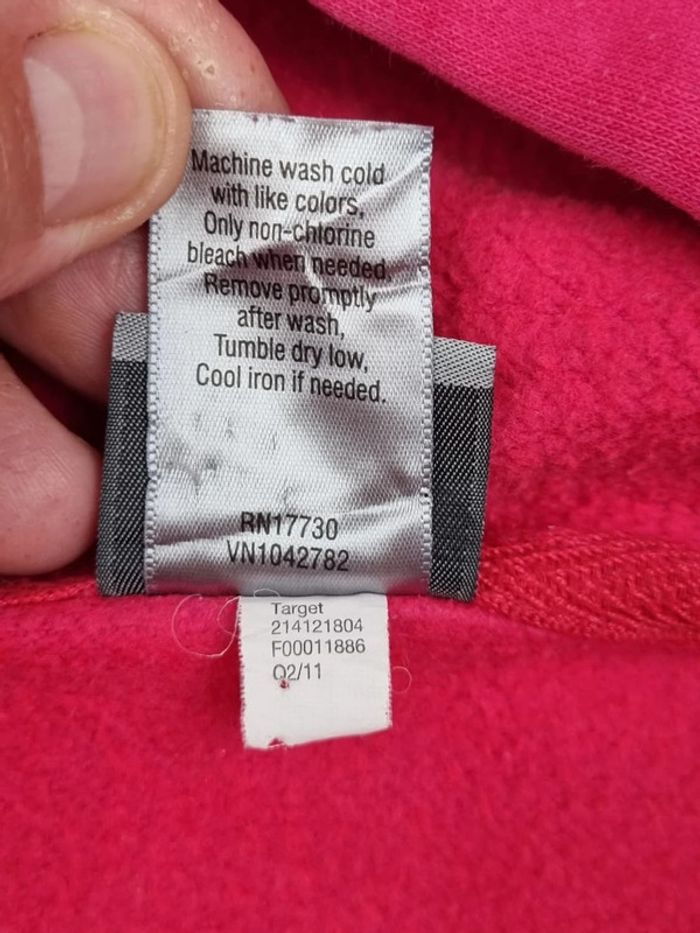 Machine wash cold
with like colors,
Only non-chlorine
bleach when needed.
Remove promptly
after wash,
Tumble dry low,
Cool iron if needed.
RN17730
VN1042782
Target
214121804
F00011886
Q2/11